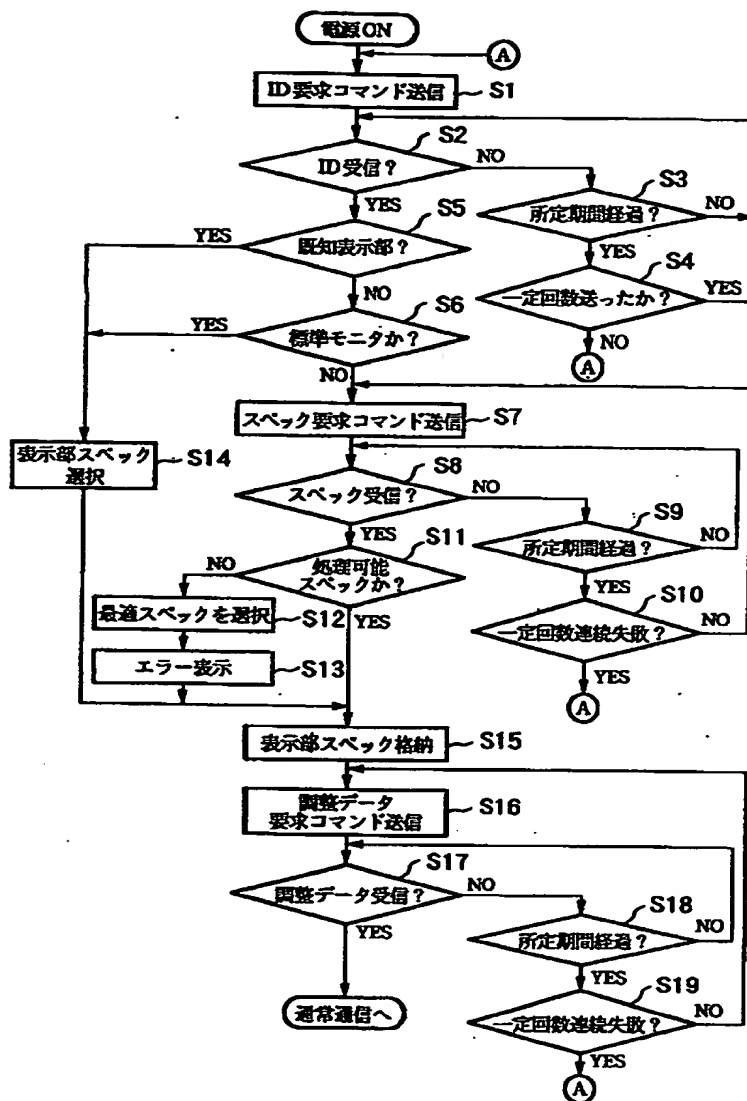 電源ON
A
ID要求コマンド送信
S1
S2
ID受信?
NO
S3
所定期間経過?
NO
YES
YES
S5
既知表示部?
YES
S4
一定回数送ったか?
YES
NO
NO
A
S6
標準モニタか?
YES
NO
スペック要求コマンド送信
S7
表示部スペック
選択
S14
S8
スペック受信?
NO
S9
所定期間経過?
NO
YES
YES
S11
処理可能
スペックか?
NO
YES
最適スペックを選択
S12
S10
一定回数連続失敗?
NO
YES
A
エラー表示
S13
表示部スペック格納
S15
調整データ
要求コマンド送信
S16
S17
調整データ受信?
NO
YES
S18
所定期間経過?
NO
YES
S19
一定回数連続失敗?
NO
YES
A
通常通信へ